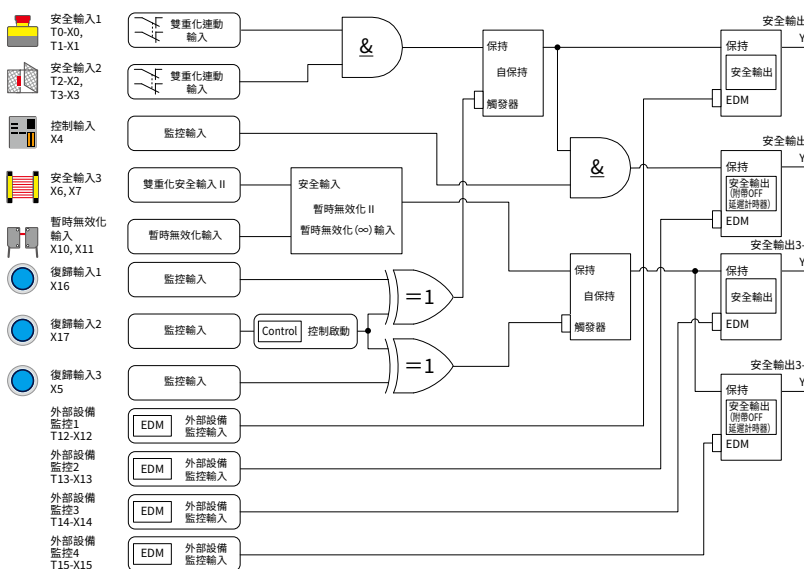 安全輸入1
T0-X0,
T1-X1
雙重化連動
輸入
安全輸入2
T2-X2,
T3-X3
雙重化連動
輸入
控制輸入
X4
監控輸入
安全輸入3
X6, X7
雙重化安全輸入 II
暫時無效化
輸入
X10, X11
暫時無效化輸入
復歸輸入1
X16
監控輸入
復歸輸入2
X17
監控輸入
Control 控制啟動
復歸輸入3
X5
監控輸入
外部設備
監控1
T12-X12
EDM
外部設備
監控輸入
外部設備
監控2
T13-X13
EDM
外部設備
監控輸入
外部設備
監控3
T14-X14
EDM
外部設備
監控輸入
外部設備
監控4
T15-X15
EDM
外部設備
監控輸入
&
安全輸入
暫時無效化 II
暫時無效化 (∞) 輸入
=1
=1
保持
自保持
觸發器
&
保持
自保持
觸發器
安全輸出
Y
保持
安全輸出
EDM
安全輸出
Y
保持
安全輸出
(附帶OFF
延遲計時器)
EDM
安全輸出3-
Y
保持
安全輸出
EDM
安全輸出3-
Y
保持
安全輸出
(附帶OFF
延遲計時器)
EDM